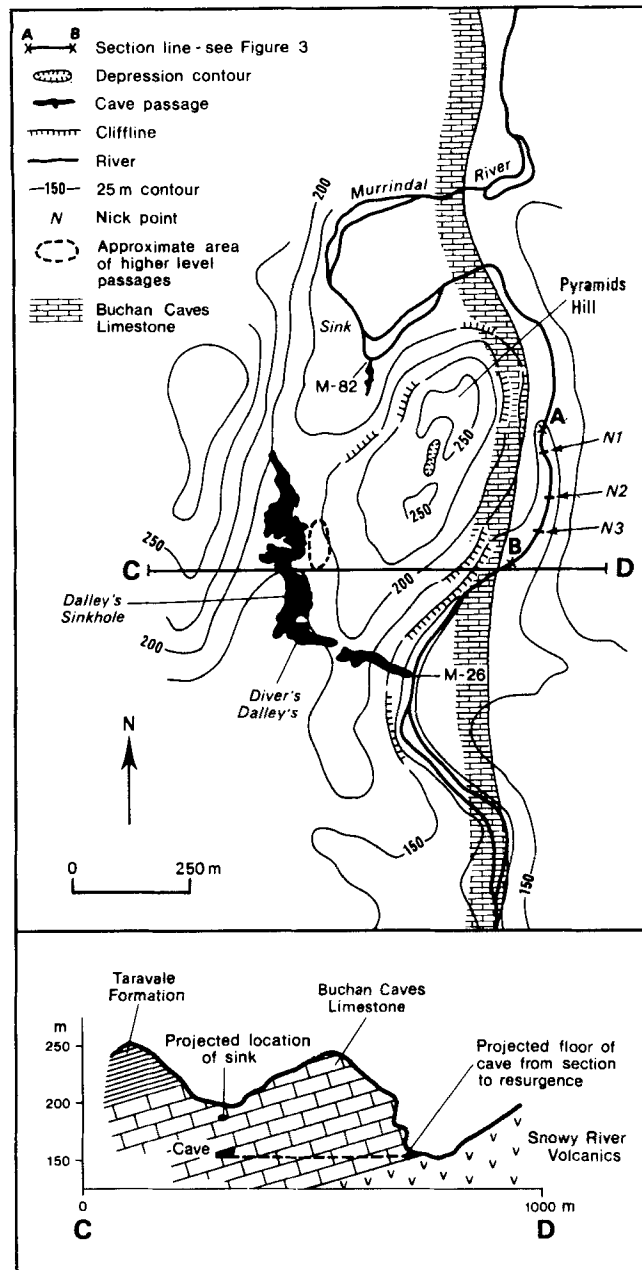 A B
Section line - see Figure 3
Depression contour
Cave passage
Cliffline
River
-150- 25 m contour
N Nick point
Approximate area
of higher level
passages
Buchan Caves
Limestone
200
Murrindal River
Pyramids
Hill
Sink
M-82
250
A
N1
250
N2
250
N3
B
C
D
200
Dalley's
Sinkhole
200
M-26
Diver's
Dalley's
N
0 250 m
150
150
Taravale
Formation
Buchan Caves
Limestone
m
Projected location
of sink
Projected floor of
cave from section
to resurgence
250
200
Cave
Snowy River
Volcanics
150
0
1000 m
C
D